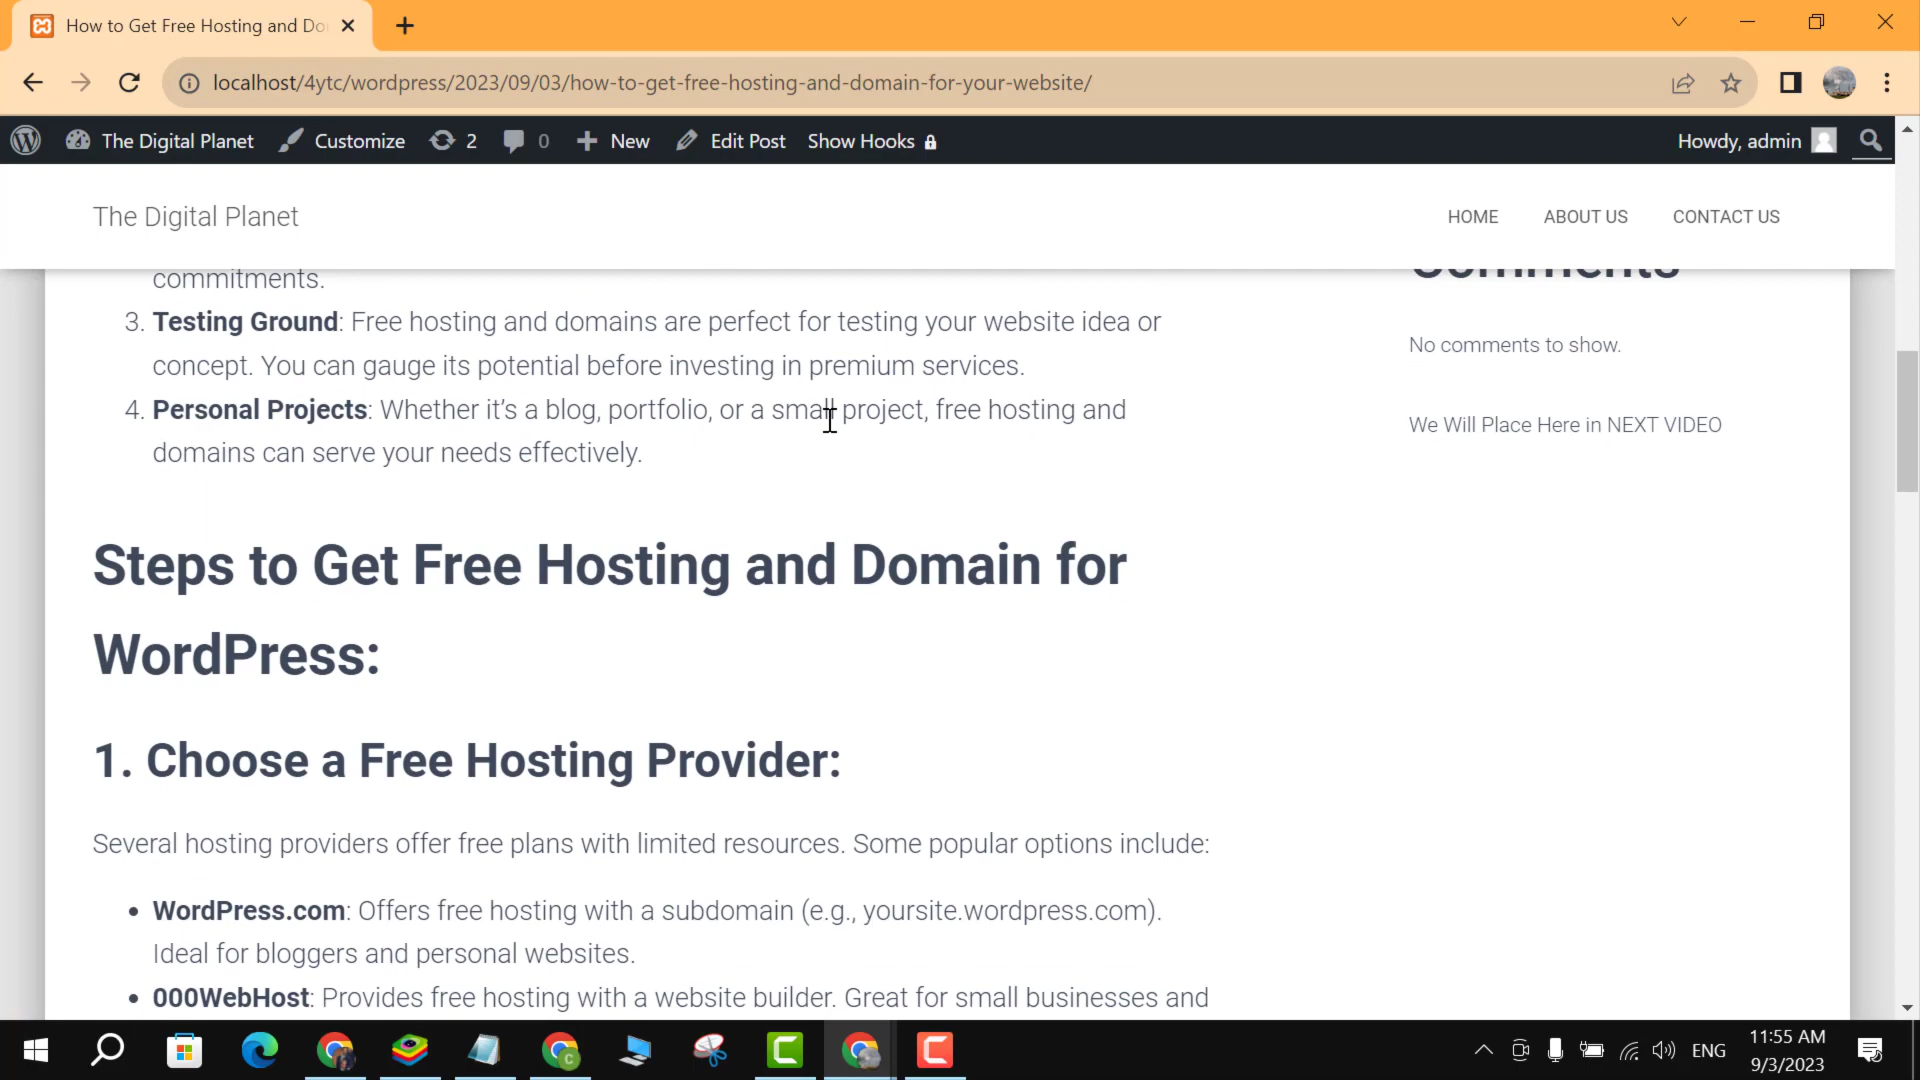 How to Get Free Hosting and Do
localhost/4ytc/wordpress/2023/09/03/how-to-get-free-hosting-and-domain-for-your-website/
The Digital Planet Customize 2 0 New Edit Post Show Hooks Howdy, admin
The Digital Planet HOME ABOUT US CONTACT US
commitments.
3. Testing Ground: Free hosting and domains are perfect for testing your website idea or
concept. You can gauge its potential before investing in premium services.
4. Personal Projects: Whether it’s a blog, portfolio, or a small project, free hosting and
domains can serve your needs effectively.
Steps to Get Free Hosting and Domain for
WordPress:
1. Choose a Free Hosting Provider:
Several hosting providers offer free plans with limited resources. Some popular options include:
• WordPress.com: Offers free hosting with a subdomain (e.g., yoursite.wordpress.com).
Ideal for bloggers and personal websites.
• 000WebHost: Provides free hosting with a website builder. Great for small businesses and
Comments
No comments to show.
We Will Place Here in NEXT VIDEO
ENG
11:55 AM
9/3/2023